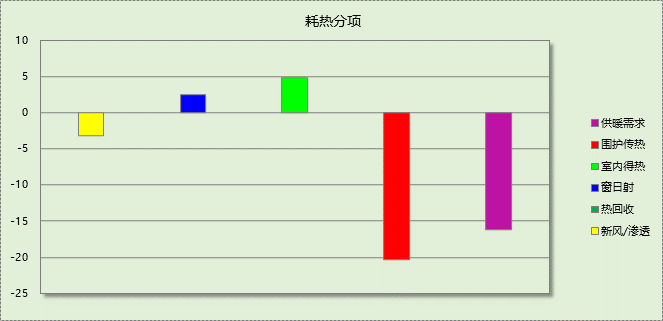 耗热分项
10
5
0
-5
-10
-15
-20
-25
供暖需求
围护传热
室内得热
窗日射
热回收
新风/渗透